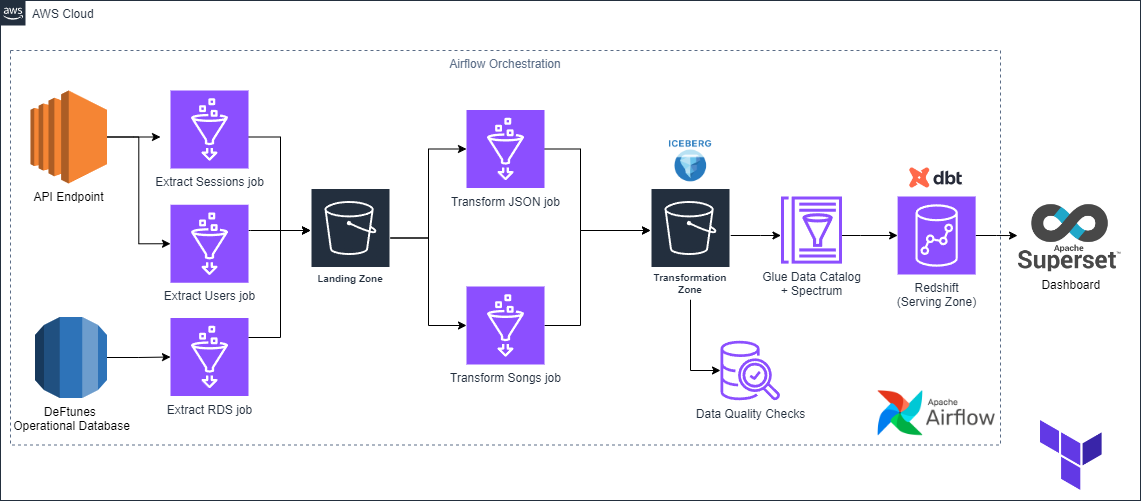 aws
AWS Cloud
Airflow Orchestration
API Endpoint
Extract Sessions job
Extract Users job
DeFtunes
Operational Database
Extract RDS job
Landing Zone
Transform JSON job
Transform Songs job
ICEBERG
Transformation
Zone
Data Quality Checks
Glue Data Catalog
+ Spectrum
dbt
Redshift
(Serving Zone)
Apache
Superset™
Dashboard
Apache
Airflow